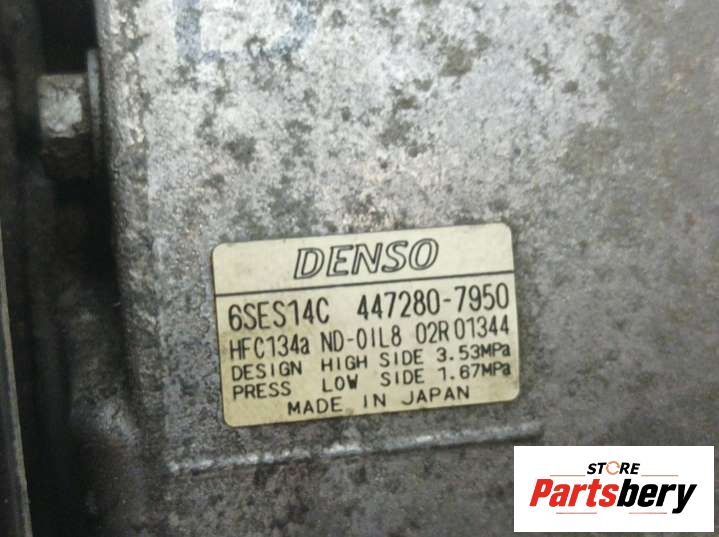 DENSO
6SES14C 447280-7950
HFC134a ND-OIL8 02R01344
DESIGN HIGH SIDE 3.53MPa
PRESS LOW SIDE 1.67MPa
MADE IN JAPAN
STORE
Partsbery